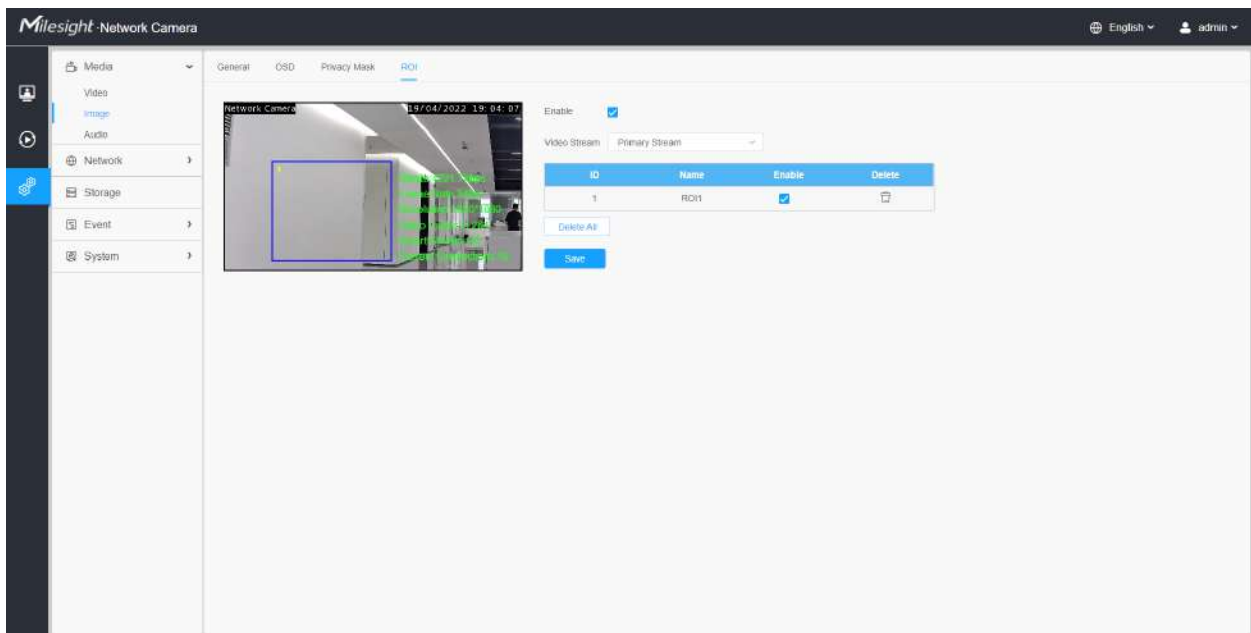 Milesight -Network Camera
English
admin
Media
Video
Image
Audio
Network
Storage
Event
System
General OSD Privacy Mask ROI
Network Camera 19/04/2022 19:04:07
1
Enable
Video Stream Primary Stream
ID Name Enable Delete
1 ROI1
Delete All
Save